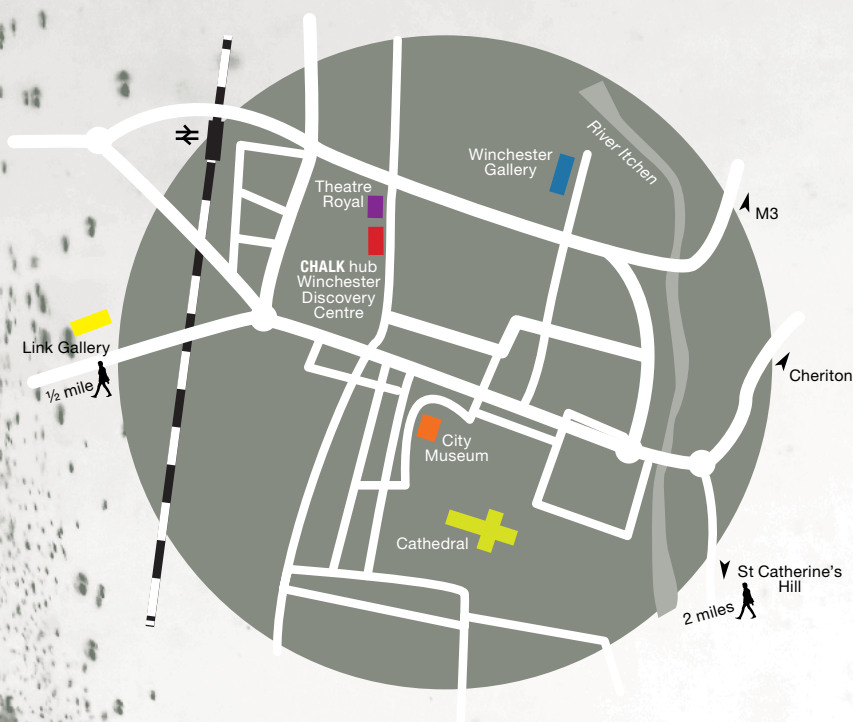 River Itchen
Winchester
Gallery
Theatre
Royal
M3
CHALK hub
Winchester
Discovery
Centre
Link Gallery
½ mile
Cheriton
City
Museum
Cathedral
St Catherine's
Hill
2 miles